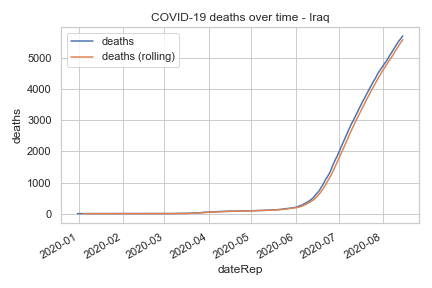 COVID-19 deaths over time - Iraq
deaths
deaths (rolling)
deaths
5000
4000
3000
2000
1000
0
2020-01
2020-02
2020-03
2020-04
2020-05
2020-06
2020-07
2020-08
dateRep